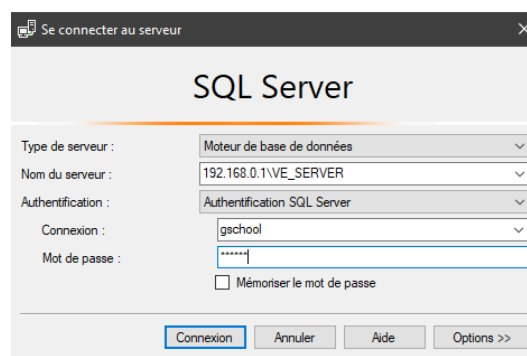 Se connecter au serveur
SQL Server
Type de serveur : Moteur de base de données
Nom du serveur : 192.168.0.1\VE_SERVER
Authentification : Authentification SQL Server
Connexion : gschool
Mot de passe : ******
Mémoriser le mot de passe
Connexion Annuler Aide Options >>